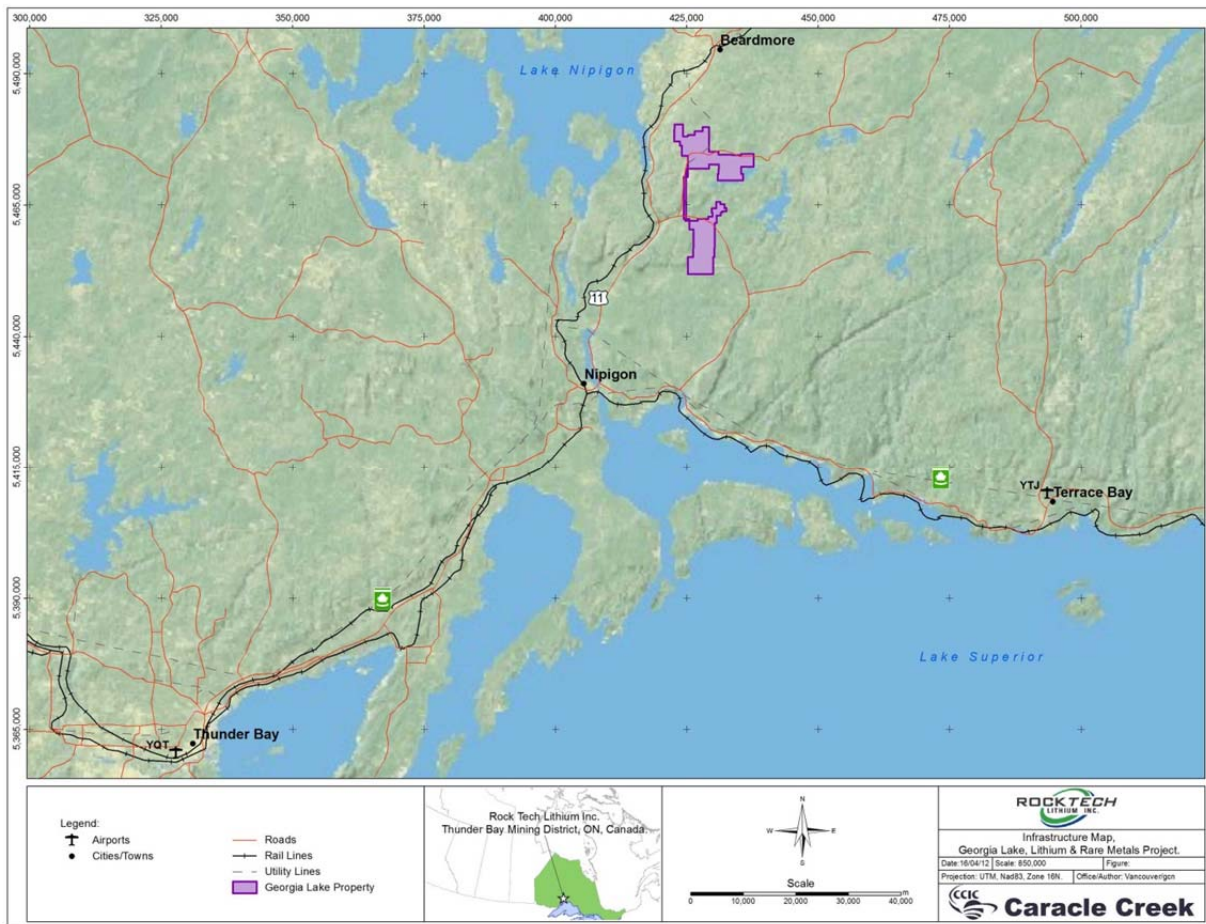 300,000 325,000 350,000 375,000 400,000 425,000 450,000 475,000 500,000
Beardmore
Lake Nipigon
5,490,000
5,465,000
11
5,440,000
Nipigon
5,415,000
YTJ
Terrace Bay
5,390,000
Lake Superior
5,365,000
Thunder Bay
YQT
Legend:
Airports
Cities/Towns
Roads
Rail Lines
Utility Lines
Georgia Lake Property
Rock Tech Lithium Inc.
Thunder Bay Mining District, ON, Canada.
N
W E
S
Scale
0 10,000 20,000 30,000 40,000
m
ROCKTECH
LITHIUM INC.
Infrastructure Map,
Georgia Lake, Lithium & Rare Metals Project.
Date:16/04/12 Scale: 850,000 Figure:
Projection: UTM, Nad83, Zone 16N. Office/Author: Vancouver/gcn
CCIC Caracle Creek